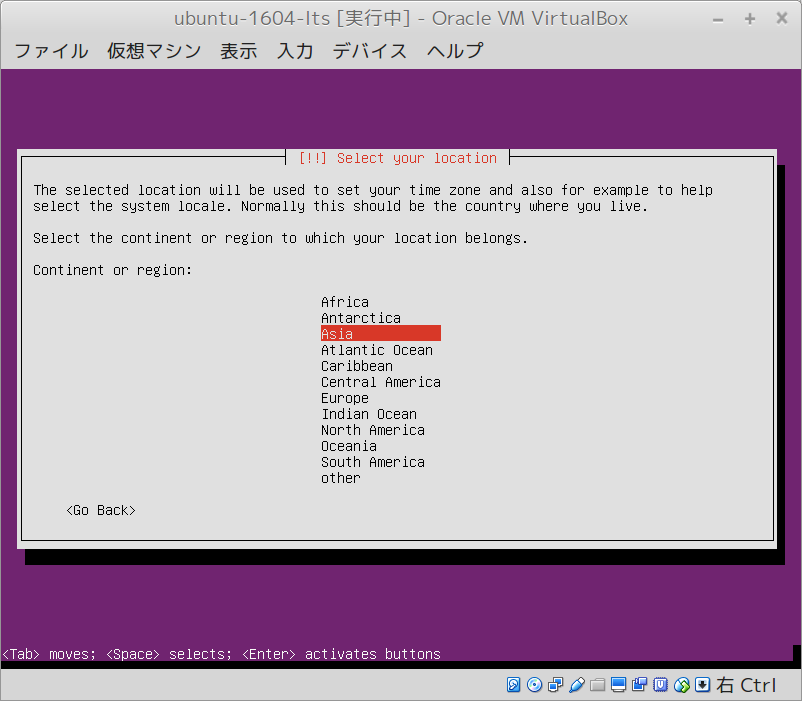 ubuntu-1604-lts [実行中] - Oracle VM VirtualBox
ファイル 仮想マシン 表示 入力 デバイス ヘルプ
[!!] Select your location
The selected location will be used to set your time zone and also for example to help
select the system locale. Normally this should be the country where you live.
Select the continent or region to which your location belongs.
Continent or region:
Africa
Antarctica
Asia
Atlantic Ocean
Caribbean
Central America
Europe
Indian Ocean
North America
Oceania
South America
other
<Go Back>
<Tab> moves; <Space> selects; <Enter> activates buttons
右 Ctrl